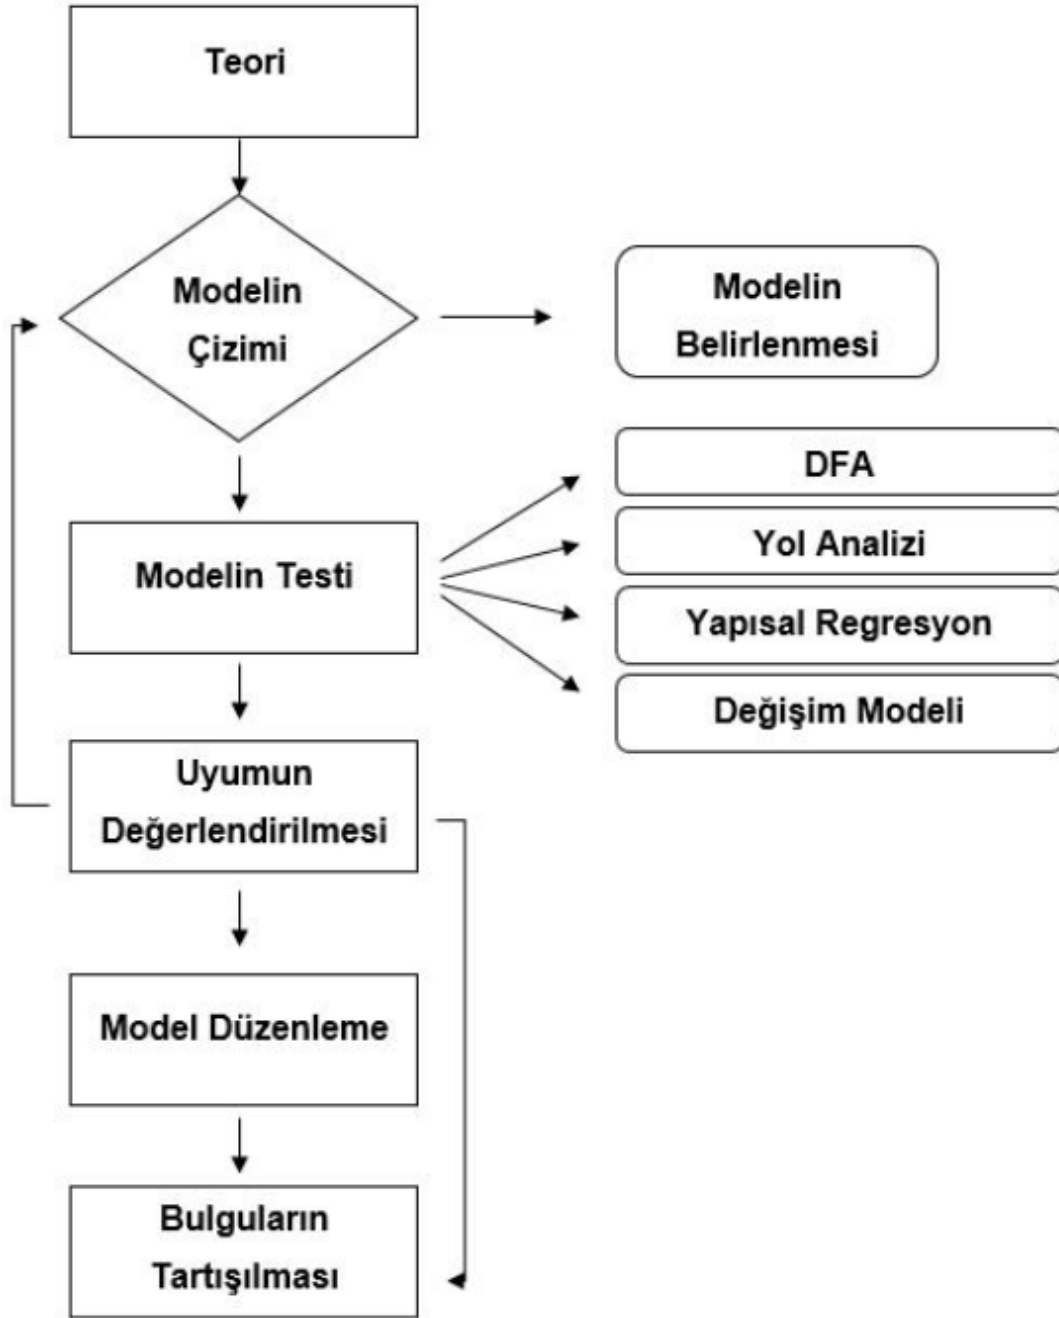 Teori
Modelin
Çizimi
Modelin
Belirlenmesi
DFA
Yol Analizi
Yapısal Regresyon
Değişim Modeli
Modelin Testi
Uyumun
Değerlendirilmesi
Model Düzenleme
Bulguların
Tartışılması